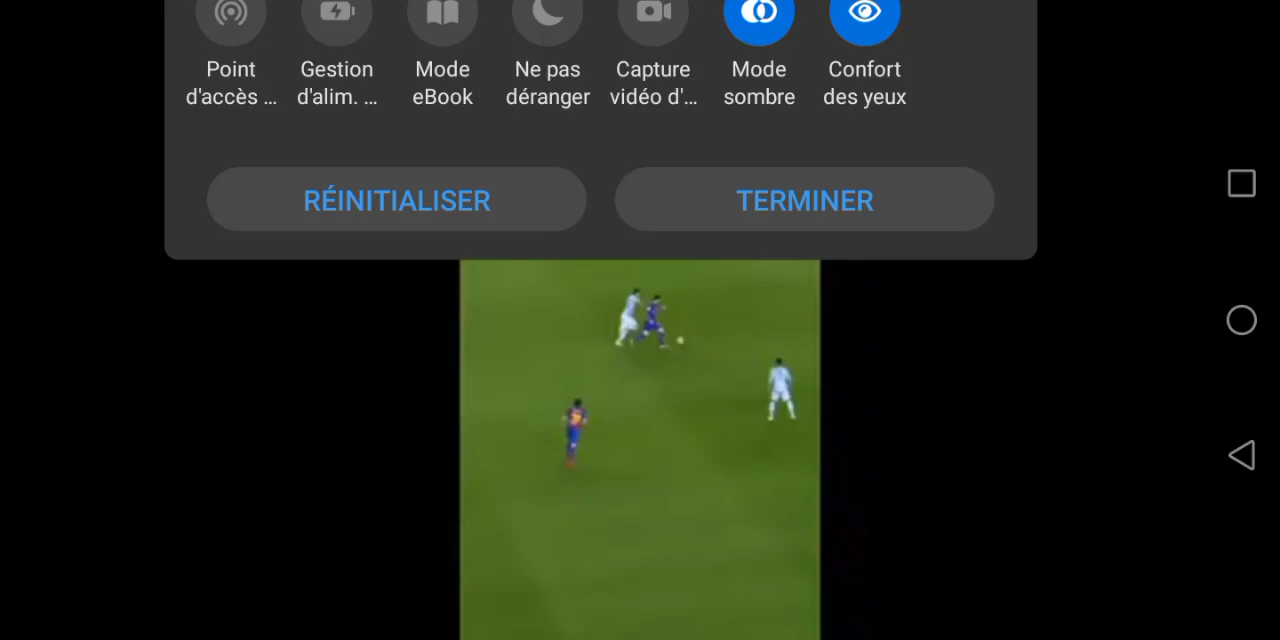 Point
d'accès ...
Gestion
d'alim. ...
Mode
eBook
Ne pas
déranger
Capture
vidéo d'...
Mode
sombre
Confort
des yeux
RÉINITIALISER
TERMINER